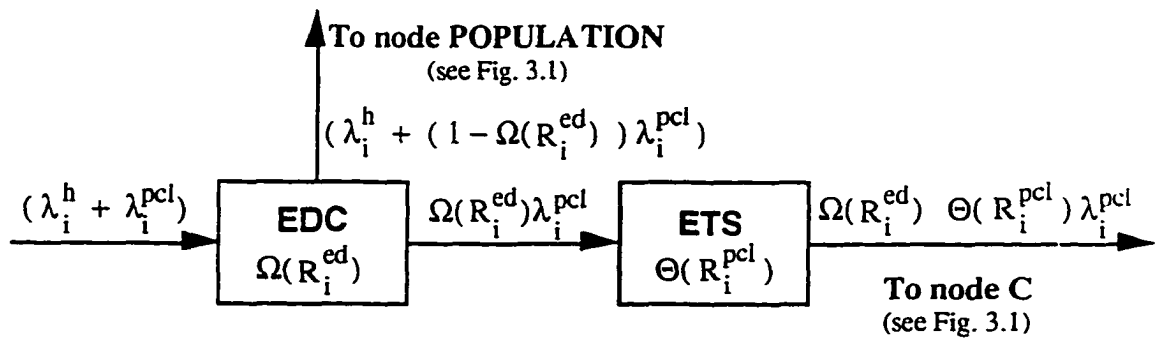 To node POPULATION
(see Fig. 3.1)
(λ_i^h + (1 − Ω(R_i^ed)) λ_i^pcl)
(λ_i^h + λ_i^pcl)
EDC
Ω(R_i^ed)
Ω(R_i^ed)λ_i^pcl
ETS
Θ(R_i^pcl)
Ω(R_i^ed) Θ(R_i^pcl) λ_i^pcl
To node C
(see Fig. 3.1)